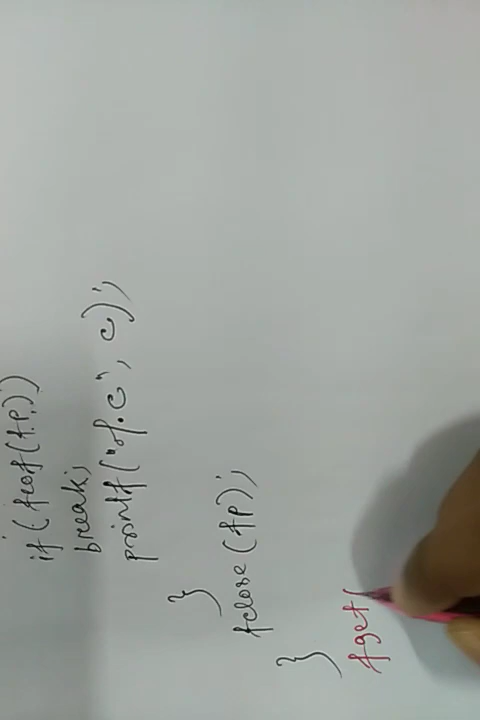 if (feof(fp))
break;
printf("%c", c);
}
fclose(fp);
}
fget(